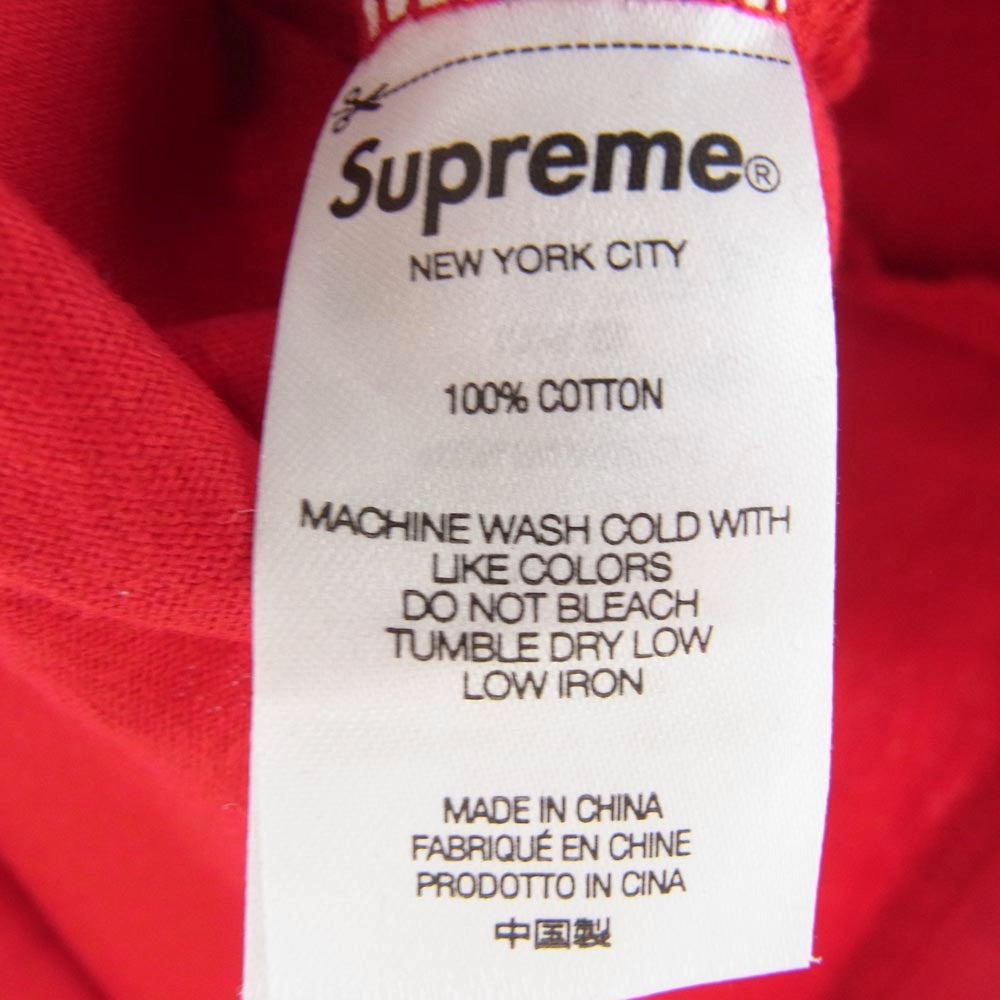 Supreme®
NEW YORK CITY
100% COTTON
MACHINE WASH COLD WITH
LIKE COLORS
DO NOT BLEACH
TUMBLE DRY LOW
LOW IRON
MADE IN CHINA
FABRIQUÉ EN CHINE
PRODOTTO IN CINA
中国製